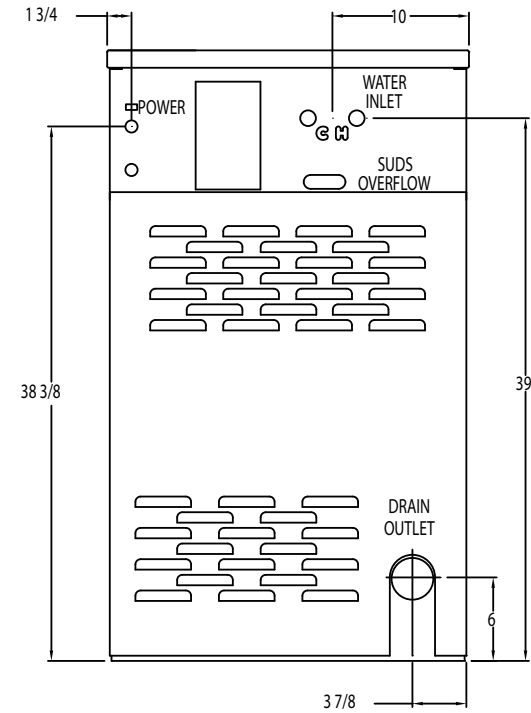 1 3/4
10
POWER
WATER
INLET
C H
SUDS
OVERFLOW
38 3/8
39
DRAIN
OUTLET
6
3 7/8